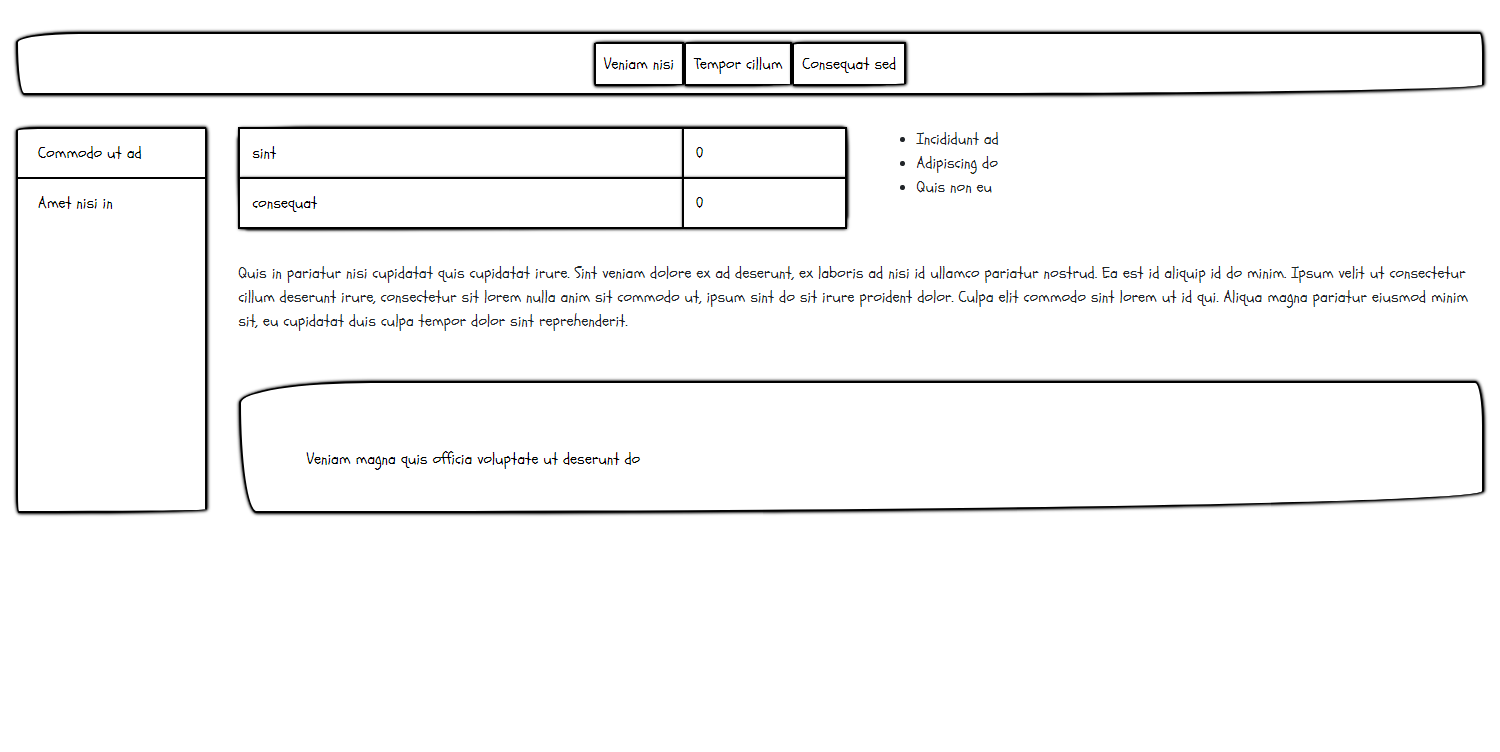 Veniam nisi Tempor cillum Consequat sed
Commodo ut ad
Amet nisi in
sint 0
consequat 0
• Incididunt ad
• Adipiscing do
• Quis non eu
Quis in pariatur nisi cupidatat quis cupidatat irure. Sint veniam dolore ex ad deserunt, ex laboris ad nisi id ullamco pariatur nostrud. Ea est id aliquip id do minim. Ipsum velit ut consectetur
cillum deserunt irure, consectetur sit lorem nulla anim sit commodo ut, ipsum sint do sit irure proident dolor. Culpa elit commodo sint lorem ut id qui. Aliqua magna pariatur eiusmod minim
sit, eu cupidatat duis culpa tempor dolor sint reprehenderit.
Veniam magna quis officia voluptate ut deserunt do